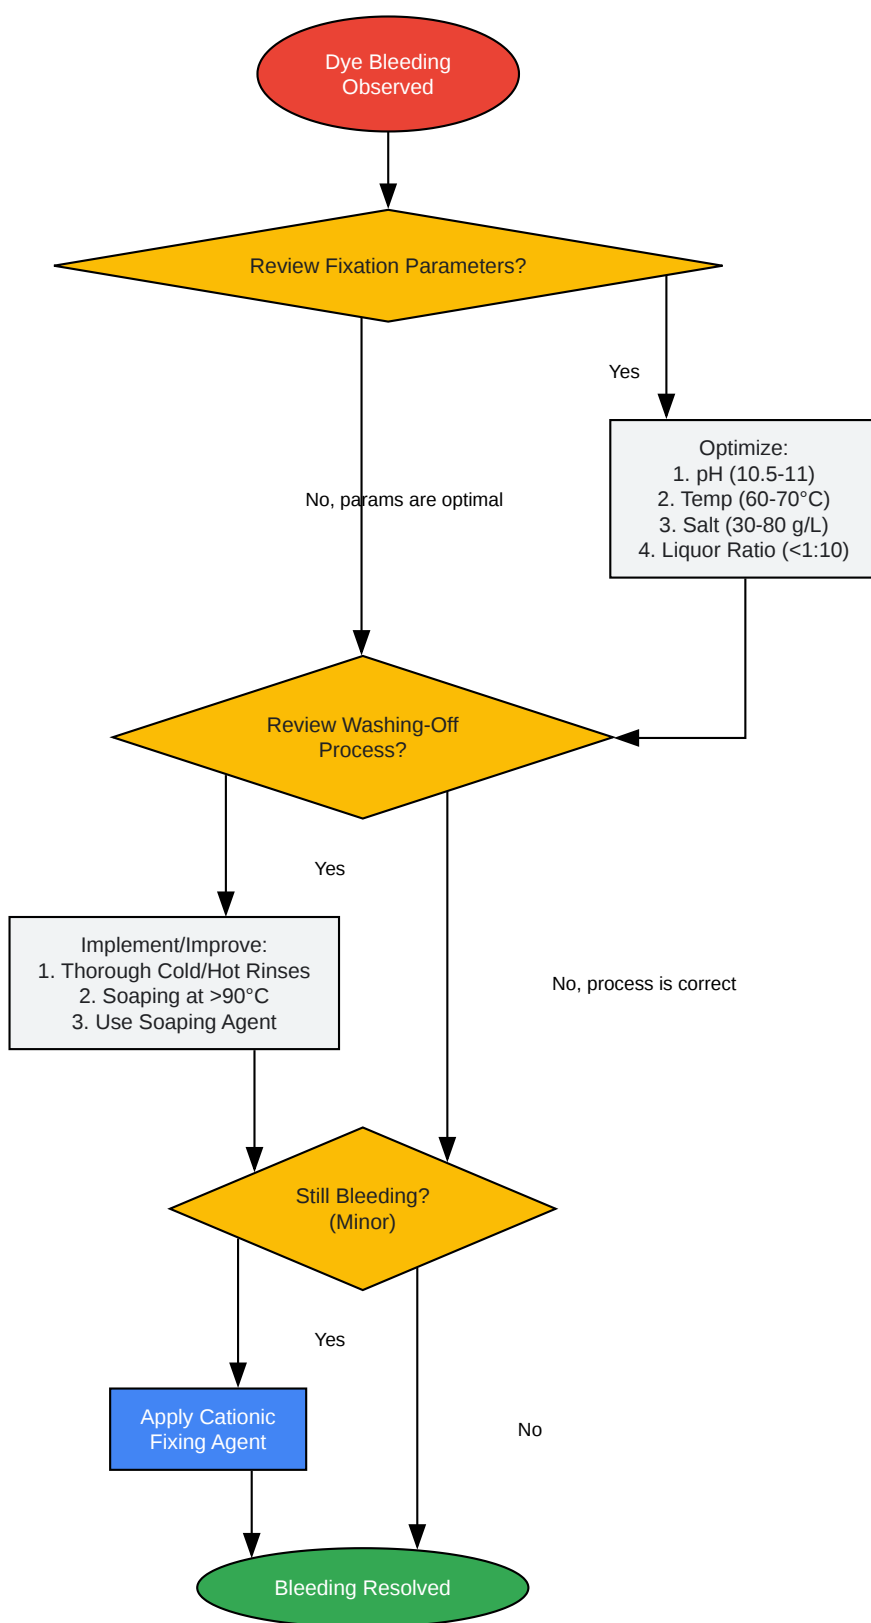 Dye Bleeding
Observed
Review Fixation Parameters?
Yes
Optimize:
1. pH (10.5-11)
2. Temp (60-70°C)
3. Salt (30-80 g/L)
4. Liquor Ratio (<1:10)
No, params are optimal
Review Washing-Off
Process?
Yes
Implement/Improve:
1. Thorough Cold/Hot Rinses
2. Soaping at >90°C
3. Use Soaping Agent
No, process is correct
Still Bleeding?
(Minor)
Yes
Apply Cationic
Fixing Agent
No
Bleeding Resolved